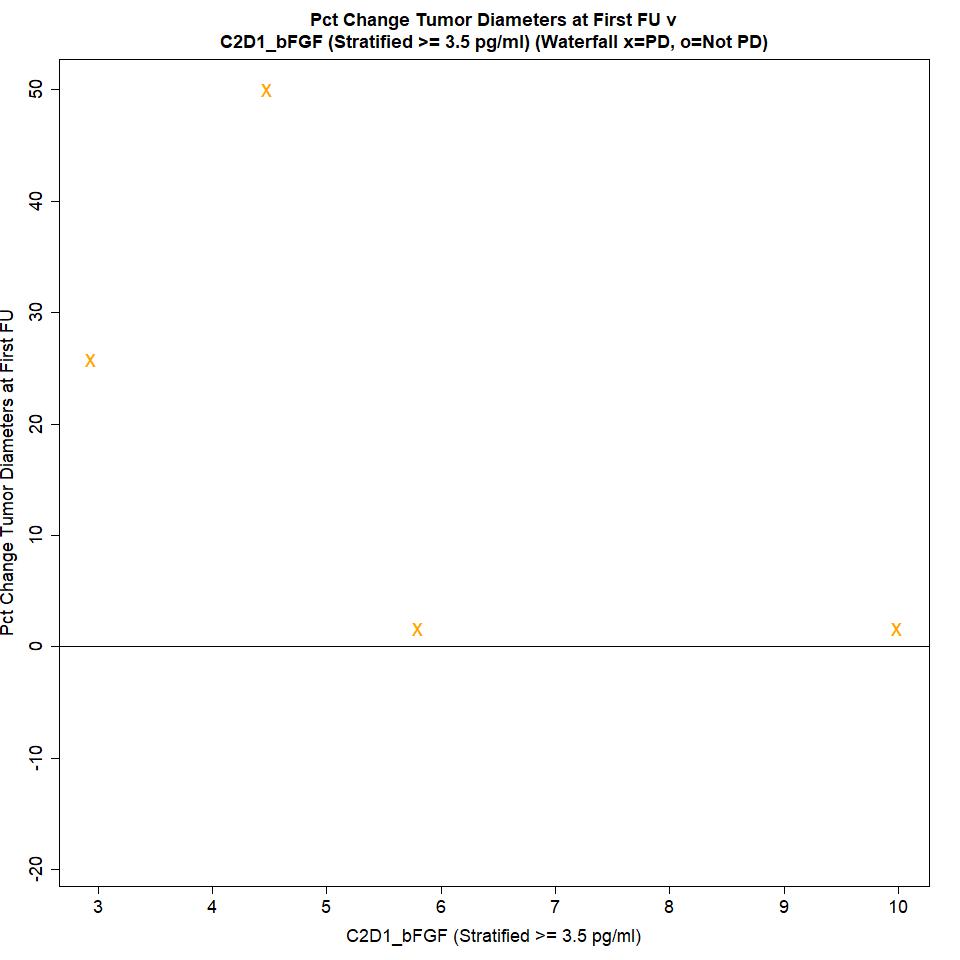 Pct Change Tumor Diameters at First FU v
C2D1_bFGF (Stratified >= 3.5 pg/ml) (Waterfall x=PD, o=Not PD)
Pct Change Tumor Diameters at First FU
50
40
30
20
10
0
-10
-20
X
X
X
X
3 4 5 6 7 8 9 10
C2D1_bFGF (Stratified >= 3.5 pg/ml)